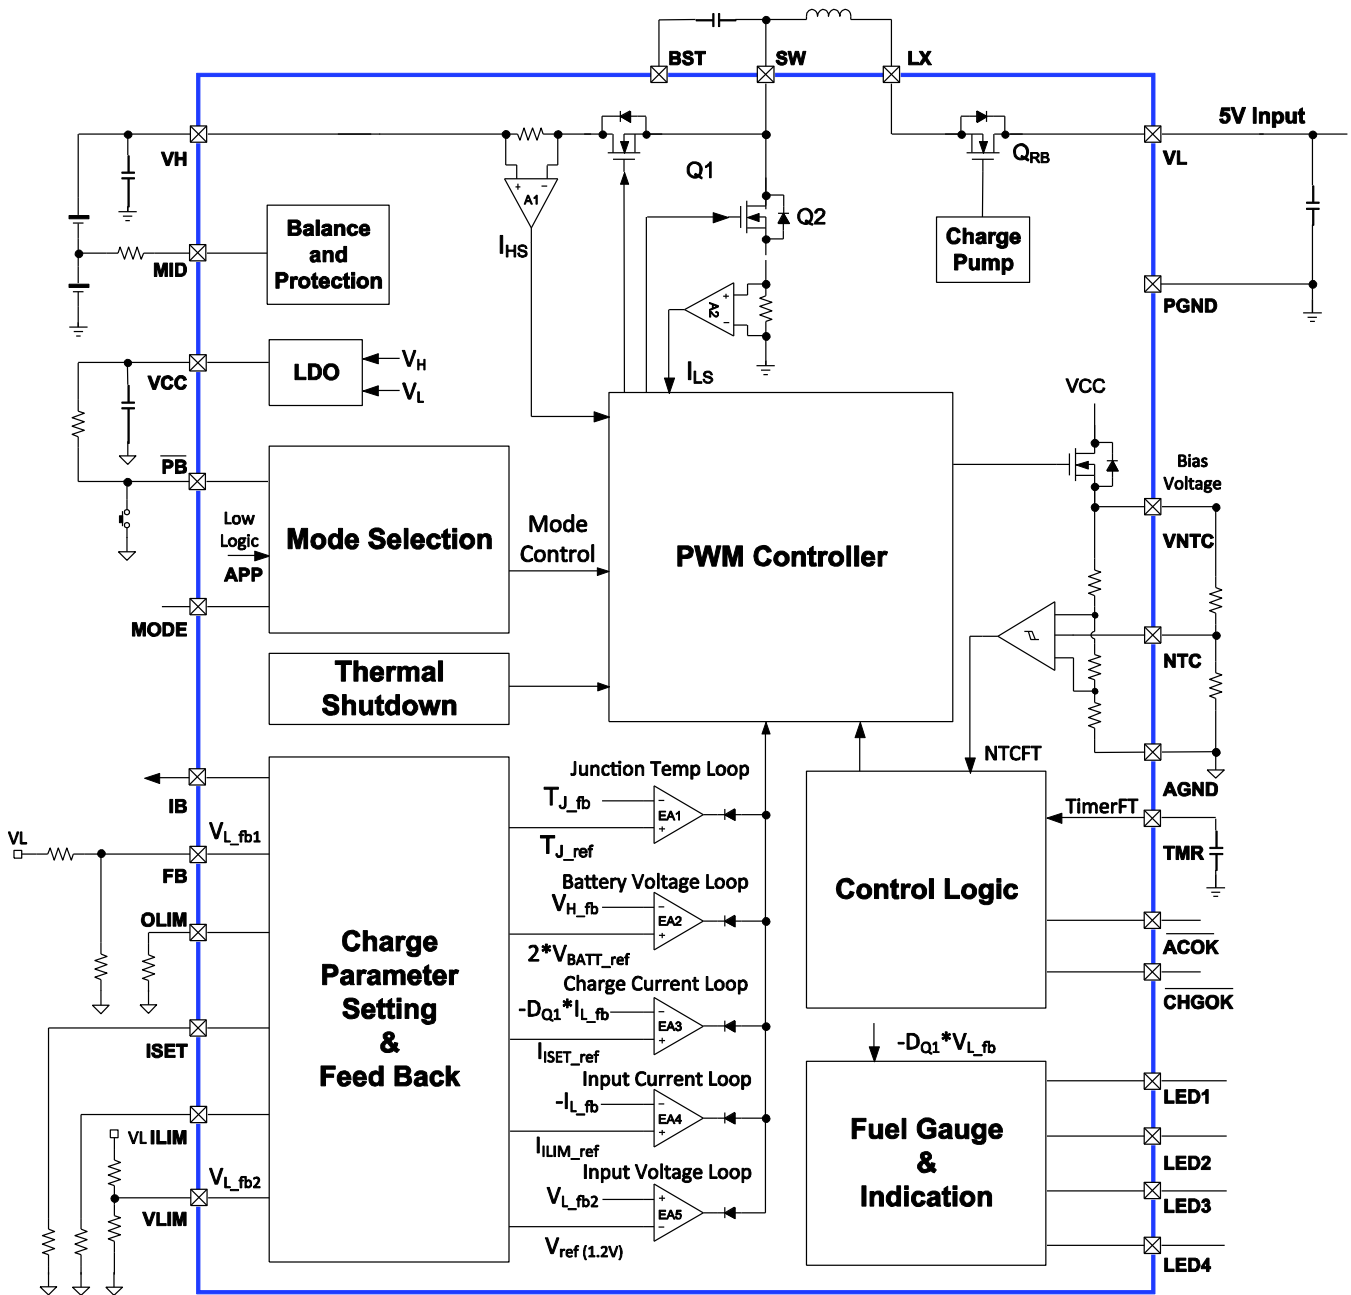 BST
SW
LX
5V Input
VH
VL
Q1
QRB
+
−
A1
Q2
IHS
Balance
and
Protection
Charge
Pump
MID
PGND
+
−
A2
ILS
LDO
VH
VL
VCC
VCC
PB
Bias
Voltage
Low
Logic
APP
Mode Selection
Mode
Control
PWM Controller
VNTC
MODE
NTC
Thermal
Shutdown
NTCFT
AGND
Junction Temp Loop
TJ_fb
−
EA1
+
TJ_ref
IB
TimerFT
TMR
VL
VL_fb1
FB
OLIM
Battery Voltage Loop
VH_fb
−
EA2
+
2*VBATT_ref
Control Logic
ACOK
CHGOK
Charge
Parameter
Setting
&
Feed Back
Charge Current Loop
-DQ1*IL_fb
−
EA3
+
IISET_ref
ISET
-DQ1*VL_fb
Input Current Loop
-IL_fb
−
EA4
+
IILIM_ref
VL
ILIM
Fuel Gauge
&
Indication
LED1
LED2
LED3
LED4
VL_fb2
VLIM
Input Voltage Loop
VL_fb2
+
EA5
−
Vref (1.2V)